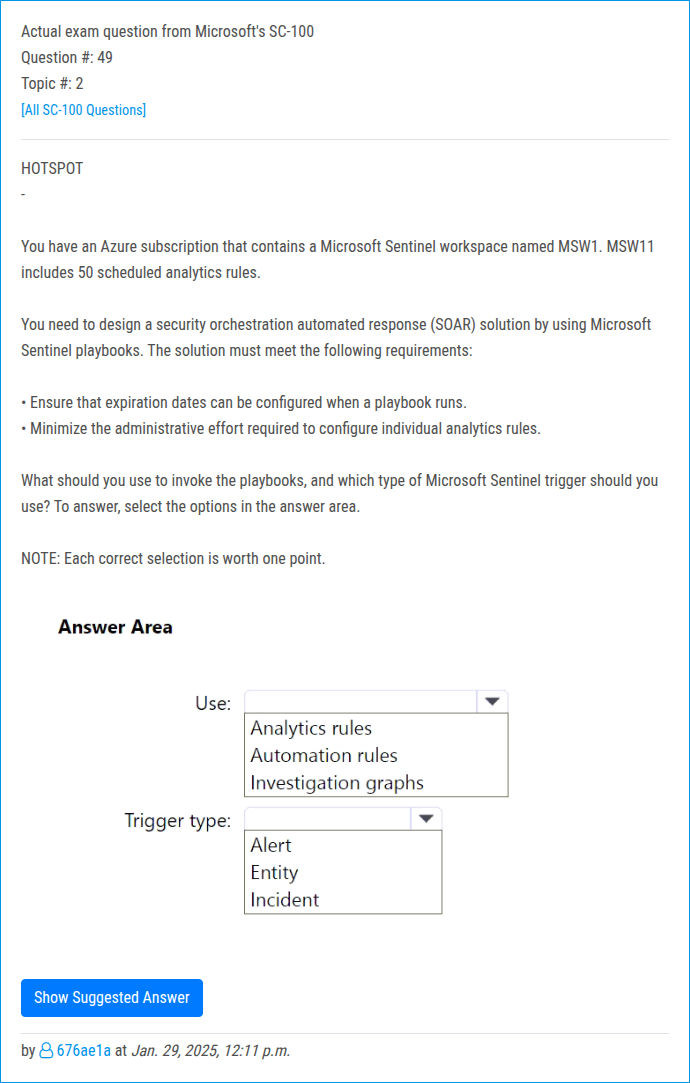 Actual exam question from Microsoft's SC-100
Question #: 49
Topic #: 2
[All SC-100 Questions]
HOTSPOT
-
You have an Azure subscription that contains a Microsoft Sentinel workspace named MSW1. MSW11
includes 50 scheduled analytics rules.
You need to design a security orchestration automated response (SOAR) solution by using Microsoft
Sentinel playbooks. The solution must meet the following requirements:
• Ensure that expiration dates can be configured when a playbook runs.
• Minimize the administrative effort required to configure individual analytics rules.
What should you use to invoke the playbooks, and which type of Microsoft Sentinel trigger should you
use? To answer, select the options in the answer area.
NOTE: Each correct selection is worth one point.
Answer Area
Use:
Analytics rules
Automation rules
Investigation graphs
Trigger type:
Alert
Entity
Incident
Show Suggested Answer
by 676ae1a at Jan. 29, 2025, 12:11 p.m.